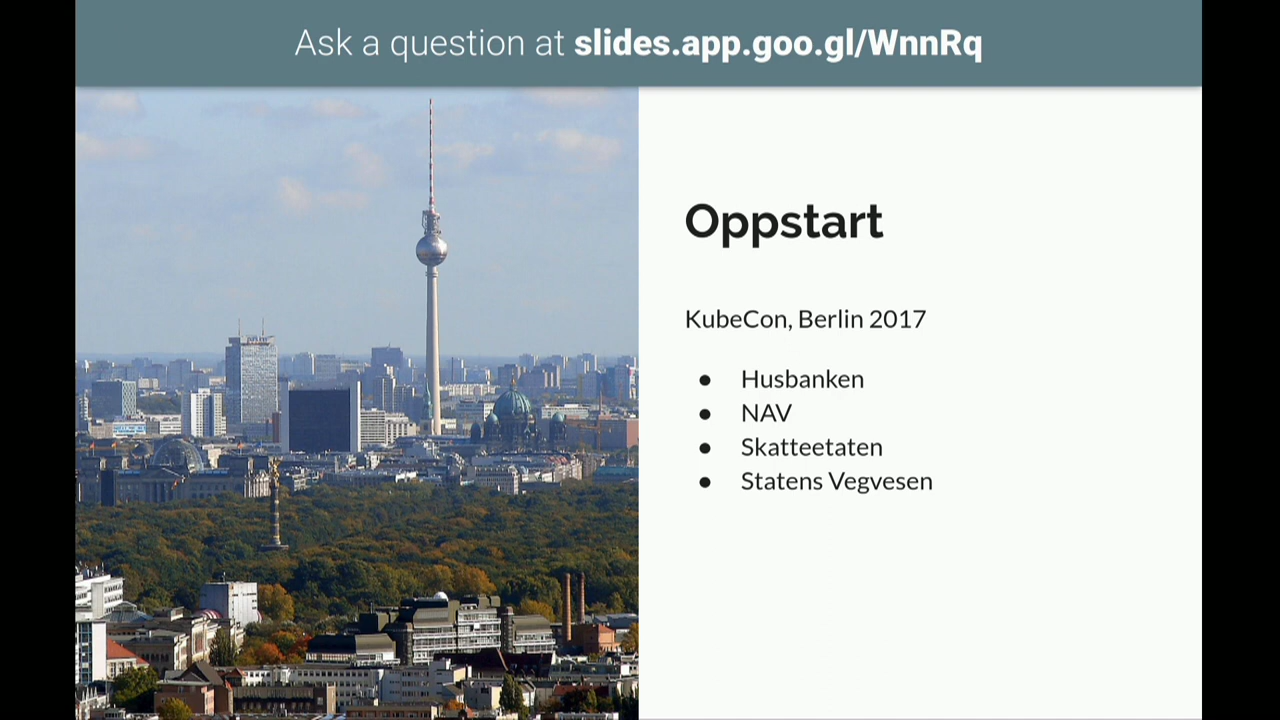 Ask a question at slides.app.goo.gl/WnnRq
Oppstart
KubeCon, Berlin 2017
● Husbanken
● NAV
● Skatteetaten
● Statens Vegvesen